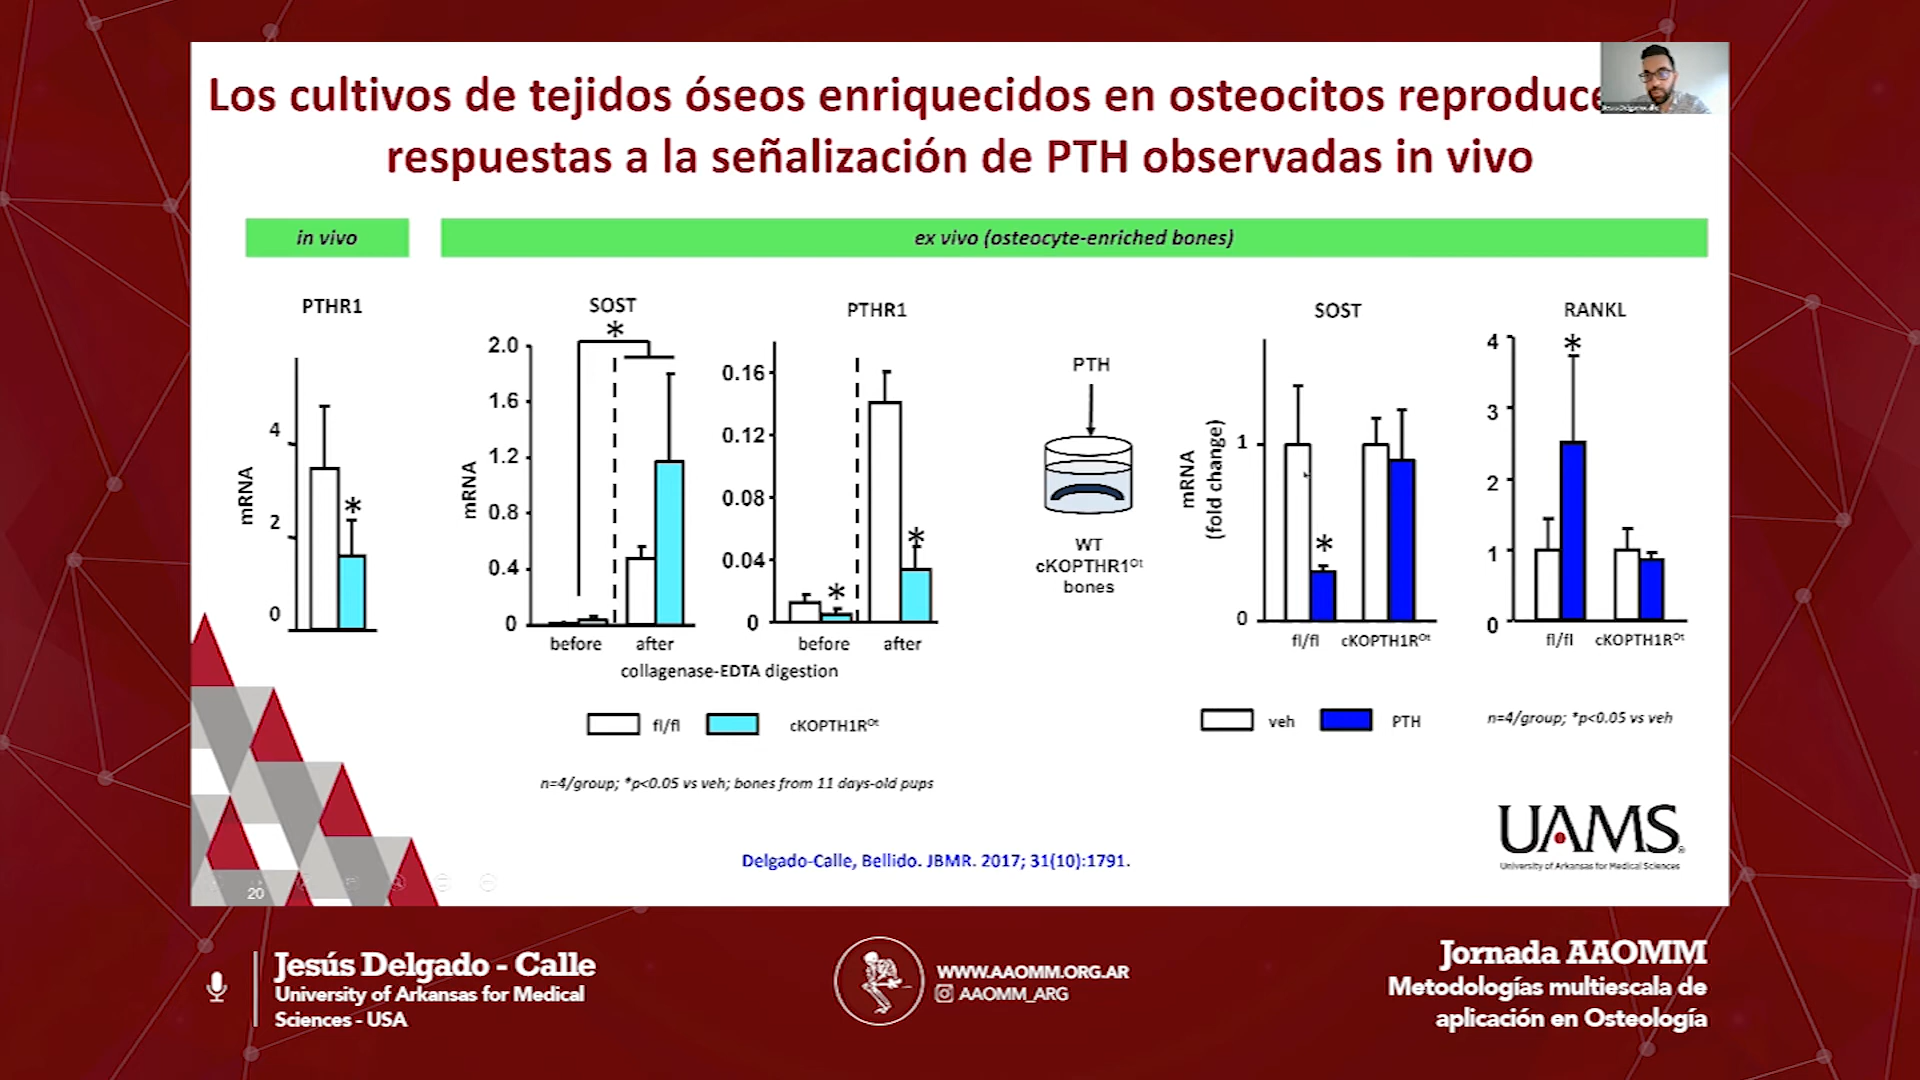 Los cultivos de tejidos óseos enriquecidos en osteocitos reproduce
respuestas a la señalización de PTH observadas in vivo
in vivo
ex vivo (osteocyte-enriched bones)
PTHR1
mRNA
4
2
0
*
SOST
*
mRNA
2.0
1.6
1.2
0.8
0.4
0
before
after
PTHR1
0.16
0.12
0.08
0.04
0
*
*
before
after
collagenase-EDTA digestion
fl/fl
cKOPTH1ROt
n=4/group; *p<0.05 vs veh; bones from 11 days-old pups
PTH
WT
cKOPTHR1Ot
bones
SOST
mRNA
(fold change)
1
0
*
fl/fl
cKOPTH1ROt
RANKL
4
3
2
1
0
*
fl/fl
cKOPTH1ROt
veh
PTH
n=4/group; *p<0.05 vs veh
Delgado-Calle, Bellido. JBMR. 2017; 31(10):1791.
UAMS
University of Arkansas for Medical Sciences
20
Jesús Delgado - Calle
University of Arkansas for Medical
Sciences - USA
WWW.AAOMM.ORG.AR
AAOMM_ARG
Jornada AAOMM
Metodologías multiescala de
aplicación en Osteología